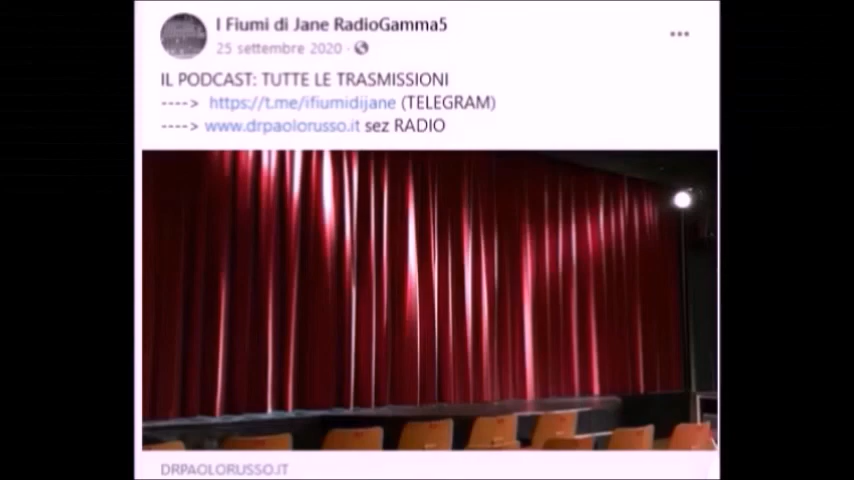 I Fiumi di Jane RadioGamma5
25 settembre 2020 ·
IL PODCAST: TUTTE LE TRASMISSIONI
----> https://t.me/ifiumidijane (TELEGRAM)
----> www.drpaolorusso.it sez RADIO
DRPAOLORUSSO.IT